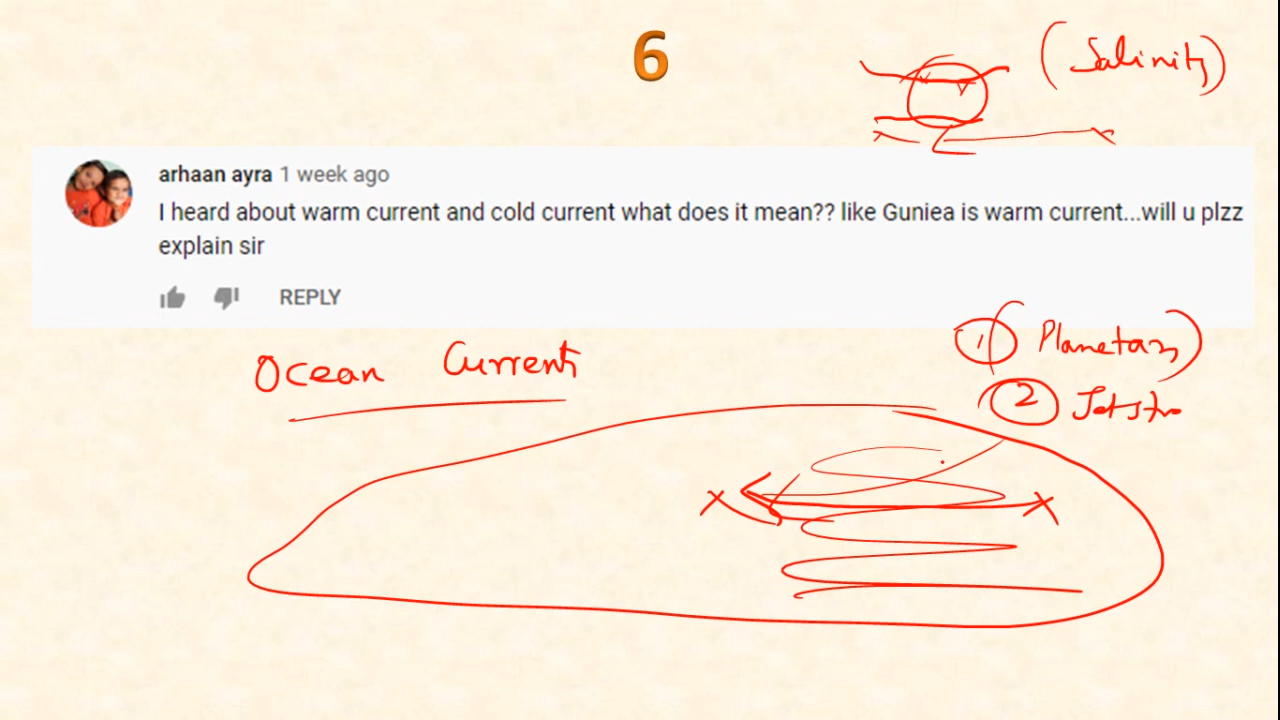 6
(Salinity)
arhaan ayra 1 week ago
I heard about warm current and cold current what does it mean?? like Guniea is warm current...will u plzz
explain sir
REPLY
Ocean Current
1 Planetary)
2 Jetstre